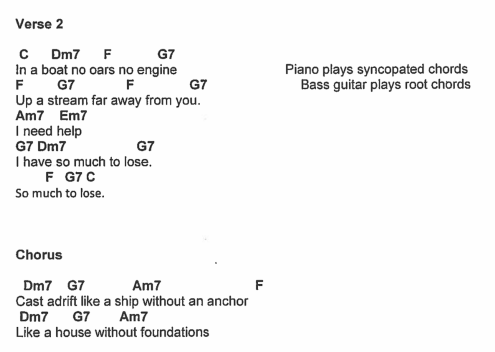 Verse 2
C Dm7 F G7
In a boat no oars no engine Piano plays syncopated chords
F G7 F G7 Bass guitar plays root chords
Up a stream far away from you.
Am7 Em7
I need help
G7 Dm7 G7
I have so much to lose.
F G7 C
So much to lose.
Chorus
Dm7 G7 Am7 F
Cast adrift like a ship without an anchor
Dm7 G7 Am7
Like a house without foundations